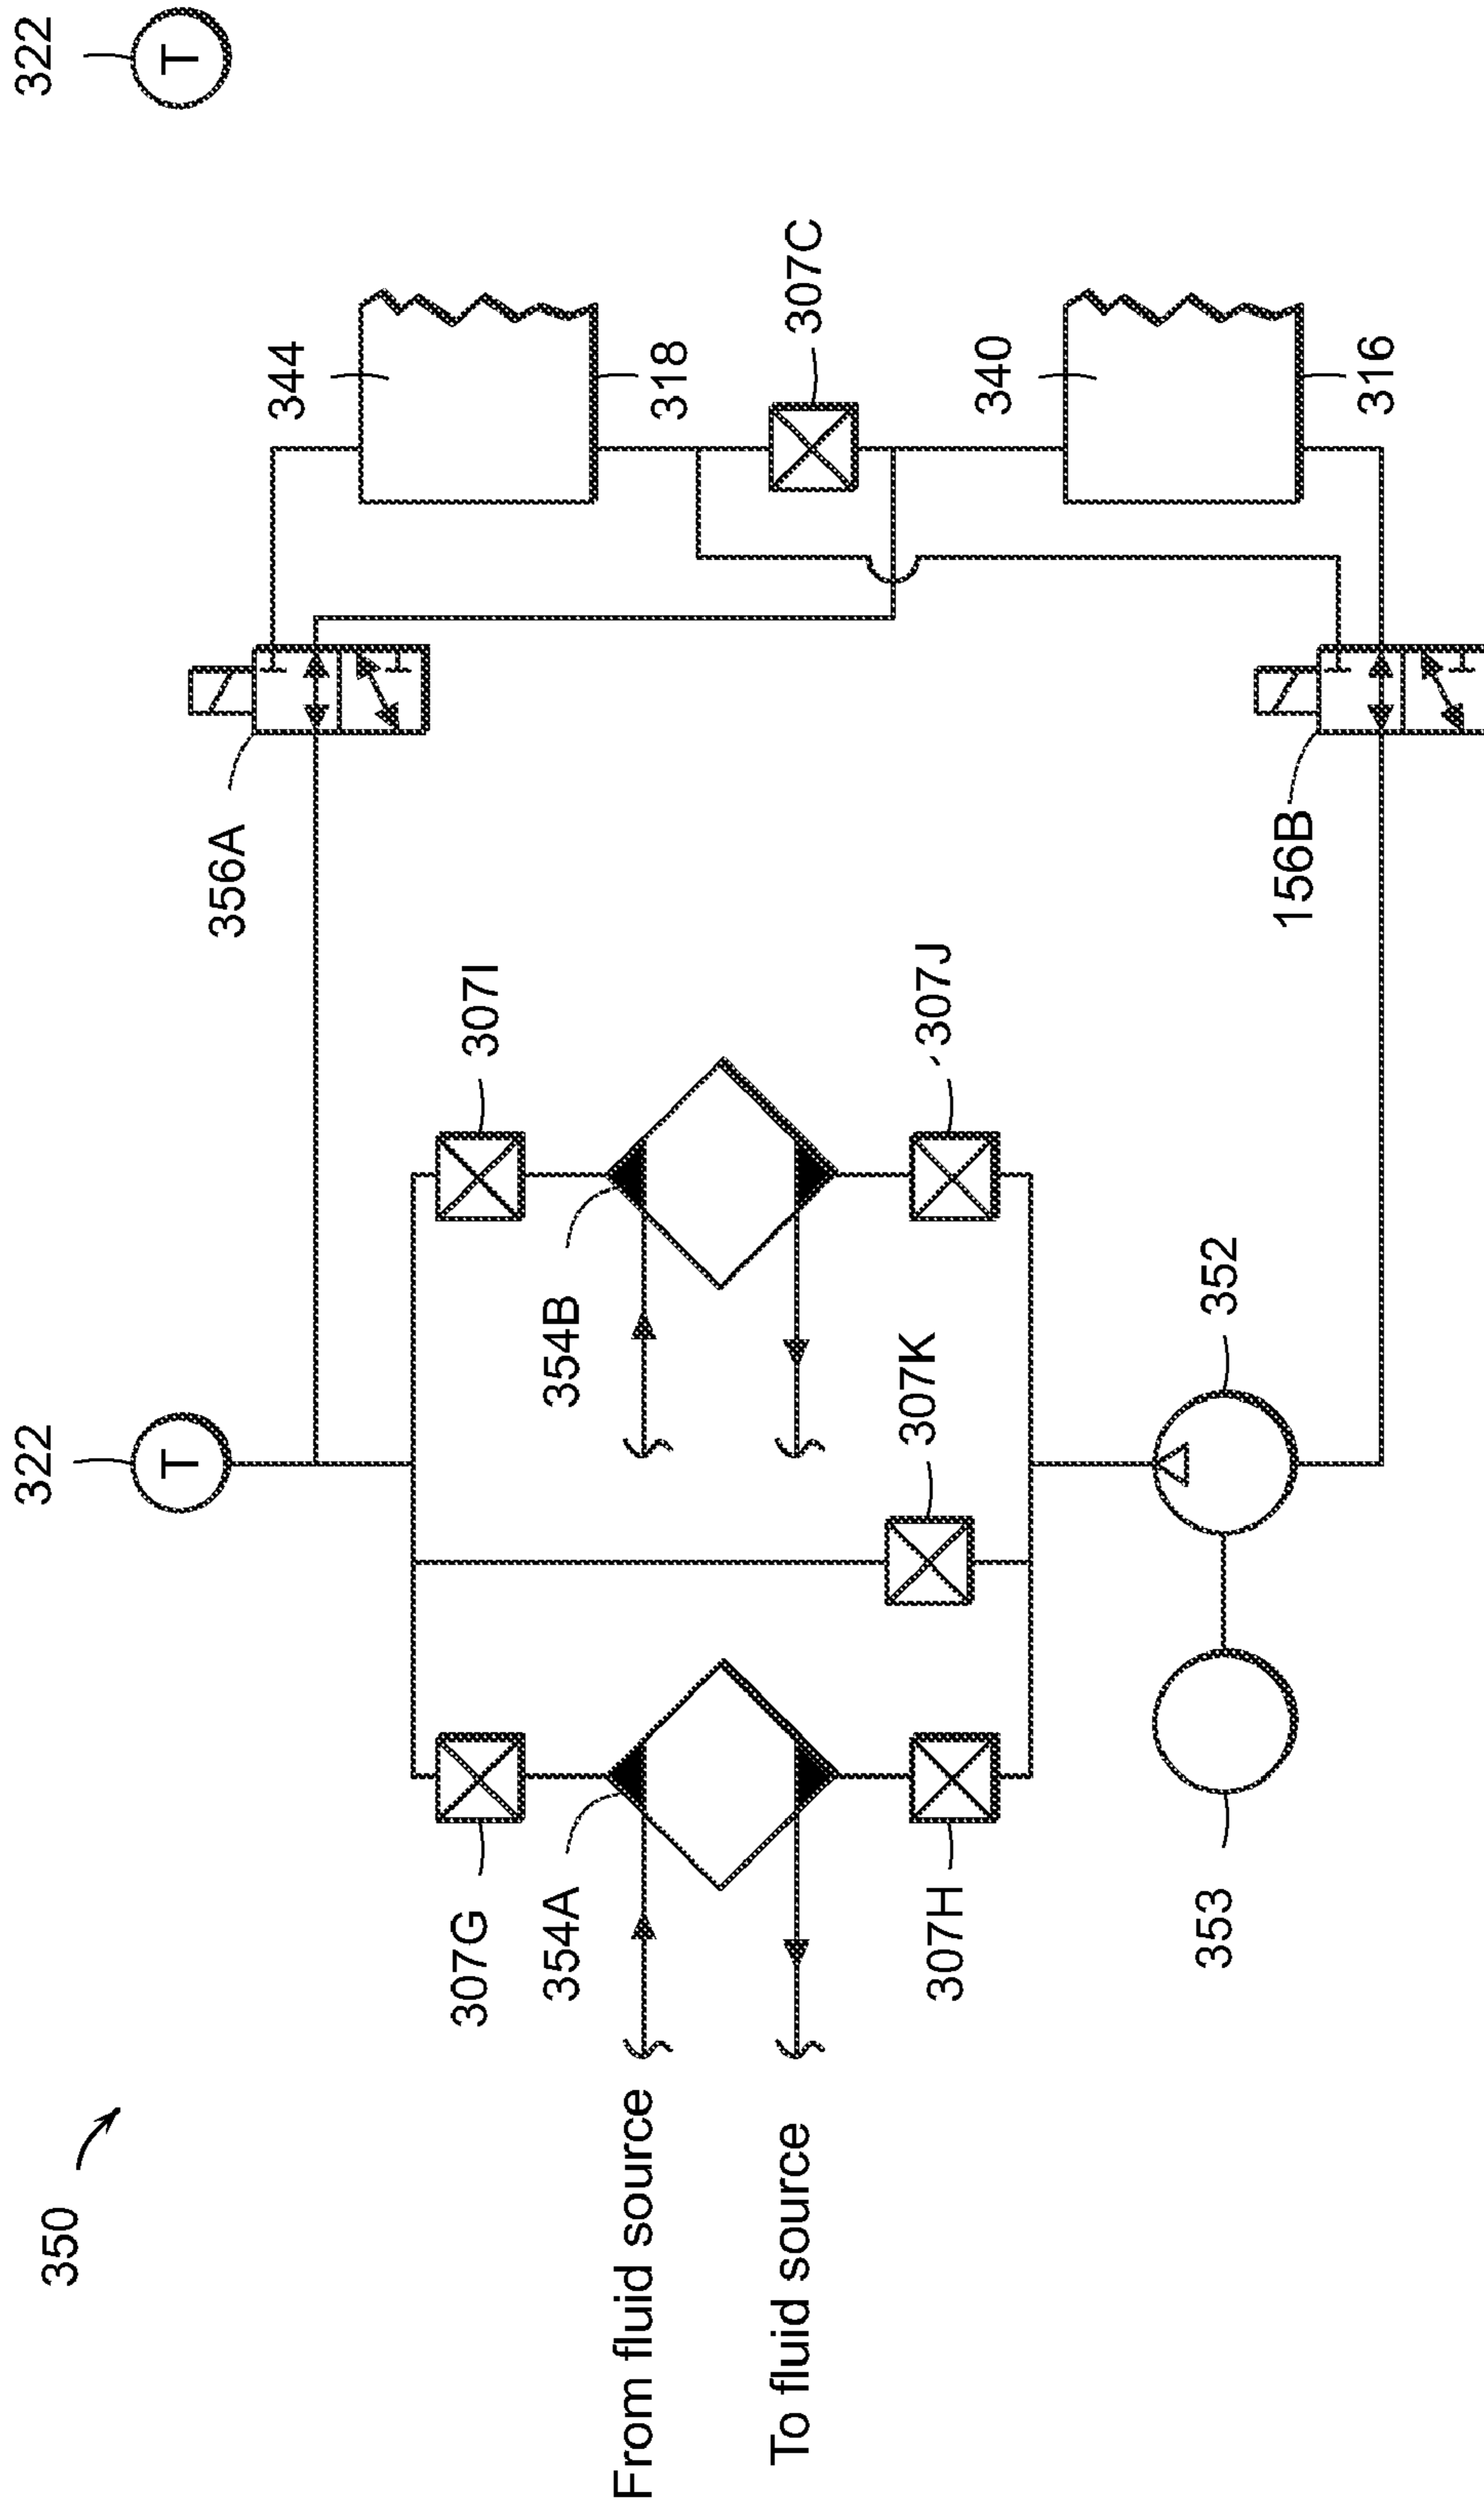 350
322
T
322
T
356A
344
318
307C
340
316
156B
307I
307J
354B
307K
352
307G
354A
307H
353
From fluid source
To fluid source